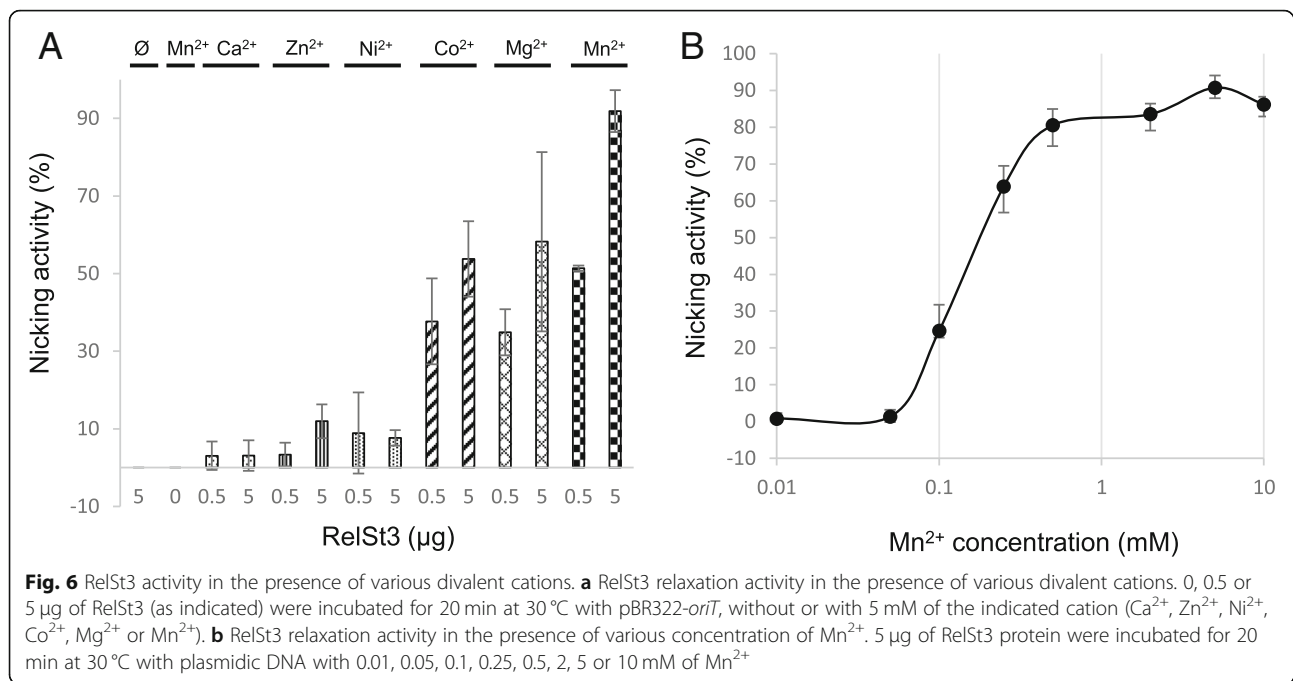 A
Ø Mn²⁺ Ca²⁺ Zn²⁺ Ni²⁺ Co²⁺ Mg²⁺ Mn²⁺
Nicking activity (%)
90
70
50
30
10
-10
5 0 0.5 5 0.5 5 0.5 5 0.5 5 0.5 5 0.5 5
RelSt3 (µg)
B
Nicking activity (%)
100
90
80
70
60
50
40
30
20
10
0
-10
0.01 0.1 1 10
Mn²⁺ concentration (mM)
Fig. 6 RelSt3 activity in the presence of various divalent cations. a RelSt3 relaxation activity in the presence of various divalent cations. 0, 0.5 or
5 µg of RelSt3 (as indicated) were incubated for 20 min at 30 °C with pBR322-oriT, without or with 5 mM of the indicated cation (Ca²⁺, Zn²⁺, Ni²⁺,
Co²⁺, Mg²⁺ or Mn²⁺). b RelSt3 relaxation activity in the presence of various concentration of Mn²⁺. 5 µg of RelSt3 protein were incubated for 20
min at 30 °C with plasmidic DNA with 0.01, 0.05, 0.1, 0.25, 0.5, 2, 5 or 10 mM of Mn²⁺